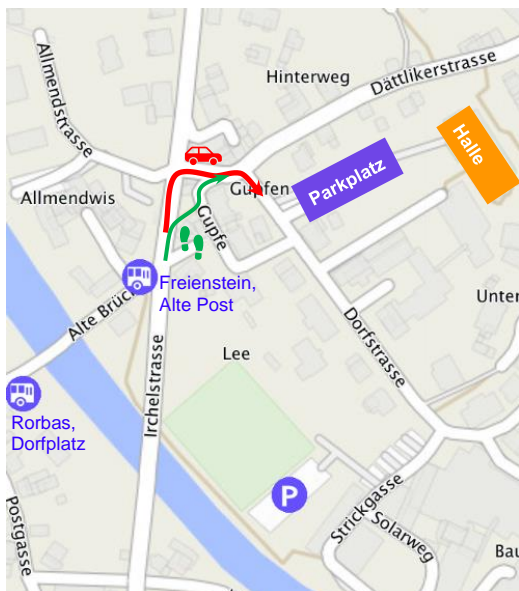 Allmendstrasse
Hinterweg
Dättlikerstrasse
Halle
Parkplatz
Allmendwis
Gupfen
Gupfe
Freienstein,
Alte Post
Alte Brüc
Unter
Lee
Dorfstrasse
Irchelstrasse
Rorbas,
Dorfplatz
P
Strickgasse
Solarweg
Postgasse
Bau